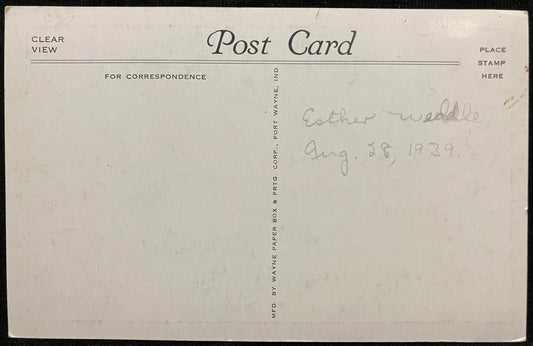 CLEAR
VIEW
Post Card
PLACE
STAMP
HERE
FOR CORRESPONDENCE
MFD. BY WAYNE PAPER BOX & PRTG. CORP., FORT WAYNE, IND.
Esther Weddle
Aug. 28, 1939